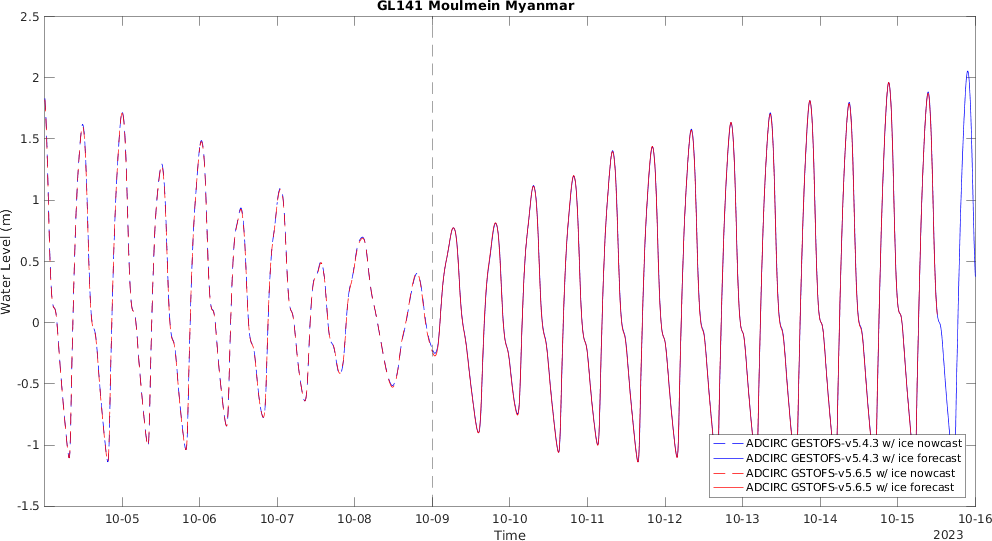 GL141 Moulmein Myanmar
2.5
2
1.5
1
0.5
0
-0.5
-1
-1.5
Water Level (m)
10-05 10-06 10-07 10-08 10-09 10-10 10-11 10-12 10-13 10-14 10-15 10-16
Time
2023
ADCIRC GESTOFS-v5.4.3 w/ ice nowcast
ADCIRC GESTOFS-v5.4.3 w/ ice forecast
ADCIRC GSTOFS-v5.6.5 w/ ice nowcast
ADCIRC GSTOFS-v5.6.5 w/ ice forecast